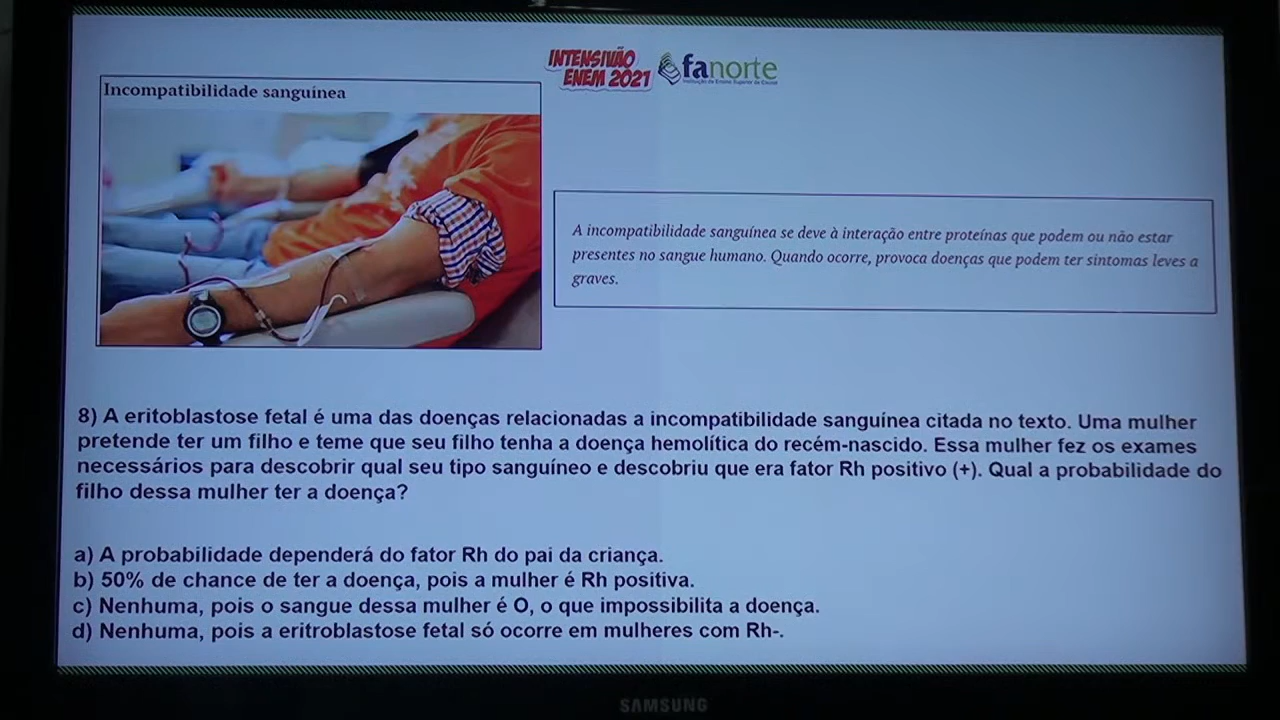 INTENSIVÃO
ENEM 2021
fanorte
Instituição de Ensino Superior de Cacoal
Incompatibilidade sanguínea
A incompatibilidade sanguínea se deve à interação entre proteínas que podem ou não estar
presentes no sangue humano. Quando ocorre, provoca doenças que podem ter sintomas leves a
graves.
8) A eritoblastose fetal é uma das doenças relacionadas a incompatibilidade sanguínea citada no texto. Uma mulher
pretende ter um filho e teme que seu filho tenha a doença hemolítica do recém-nascido. Essa mulher fez os exames
necessários para descobrir qual seu tipo sanguíneo e descobriu que era fator Rh positivo (+). Qual a probabilidade do
filho dessa mulher ter a doença?
a) A probabilidade dependerá do fator Rh do pai da criança.
b) 50% de chance de ter a doença, pois a mulher é Rh positiva.
c) Nenhuma, pois o sangue dessa mulher é O, o que impossibilita a doença.
d) Nenhuma, pois a eritroblastose fetal só ocorre em mulheres com Rh-.
SAMSUNG